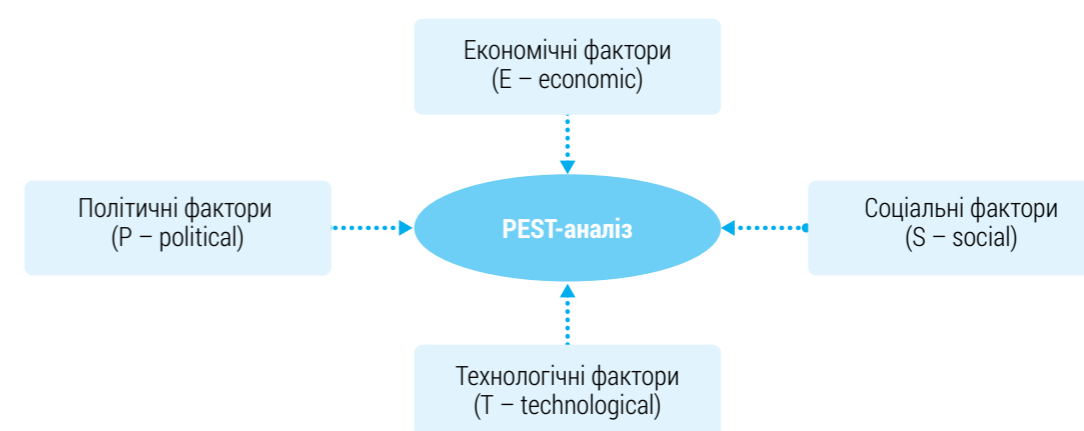 Економічні фактори
(E – economic)
Політичні фактори
(P – political)
PEST-аналіз
Соціальні фактори
(S – social)
Технологічні фактори
(T – technological)